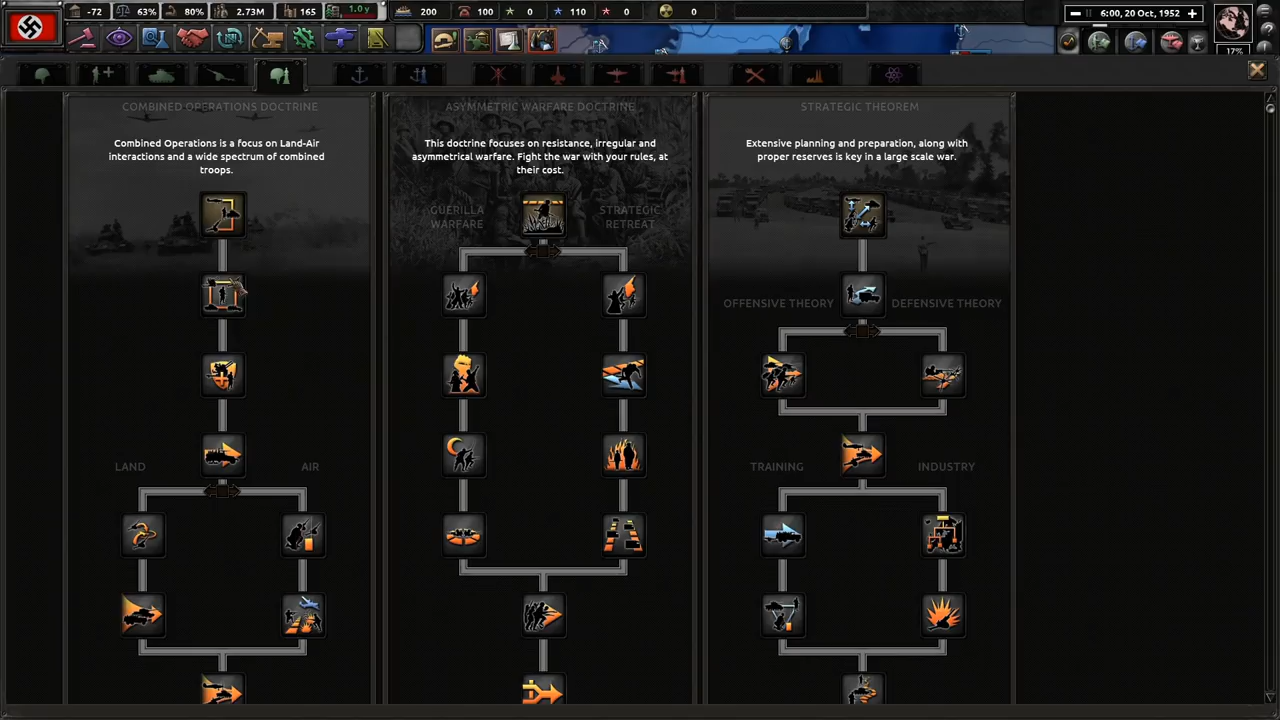 -72 63% 80% 2.73M 165 1.0 y 200 100 0 110 0 0 6:00, 20 Oct, 1952
17%
COMBINED OPERATIONS DOCTRINE
Combined Operations is a focus on Land-Air
interactions and a wide spectrum of combined
troops.
LAND AIR
ASYMMETRIC WARFARE DOCTRINE
This doctrine focuses on resistance, irregular and
asymmetrical warfare. Fight the war with your rules, at
their cost.
GUERILLA
WARFARE
STRATEGIC
RETREAT
STRATEGIC THEOREM
Extensive planning and preparation, along with
proper reserves is key in a large scale war.
OFFENSIVE THEORY DEFENSIVE THEORY
TRAINING INDUSTRY